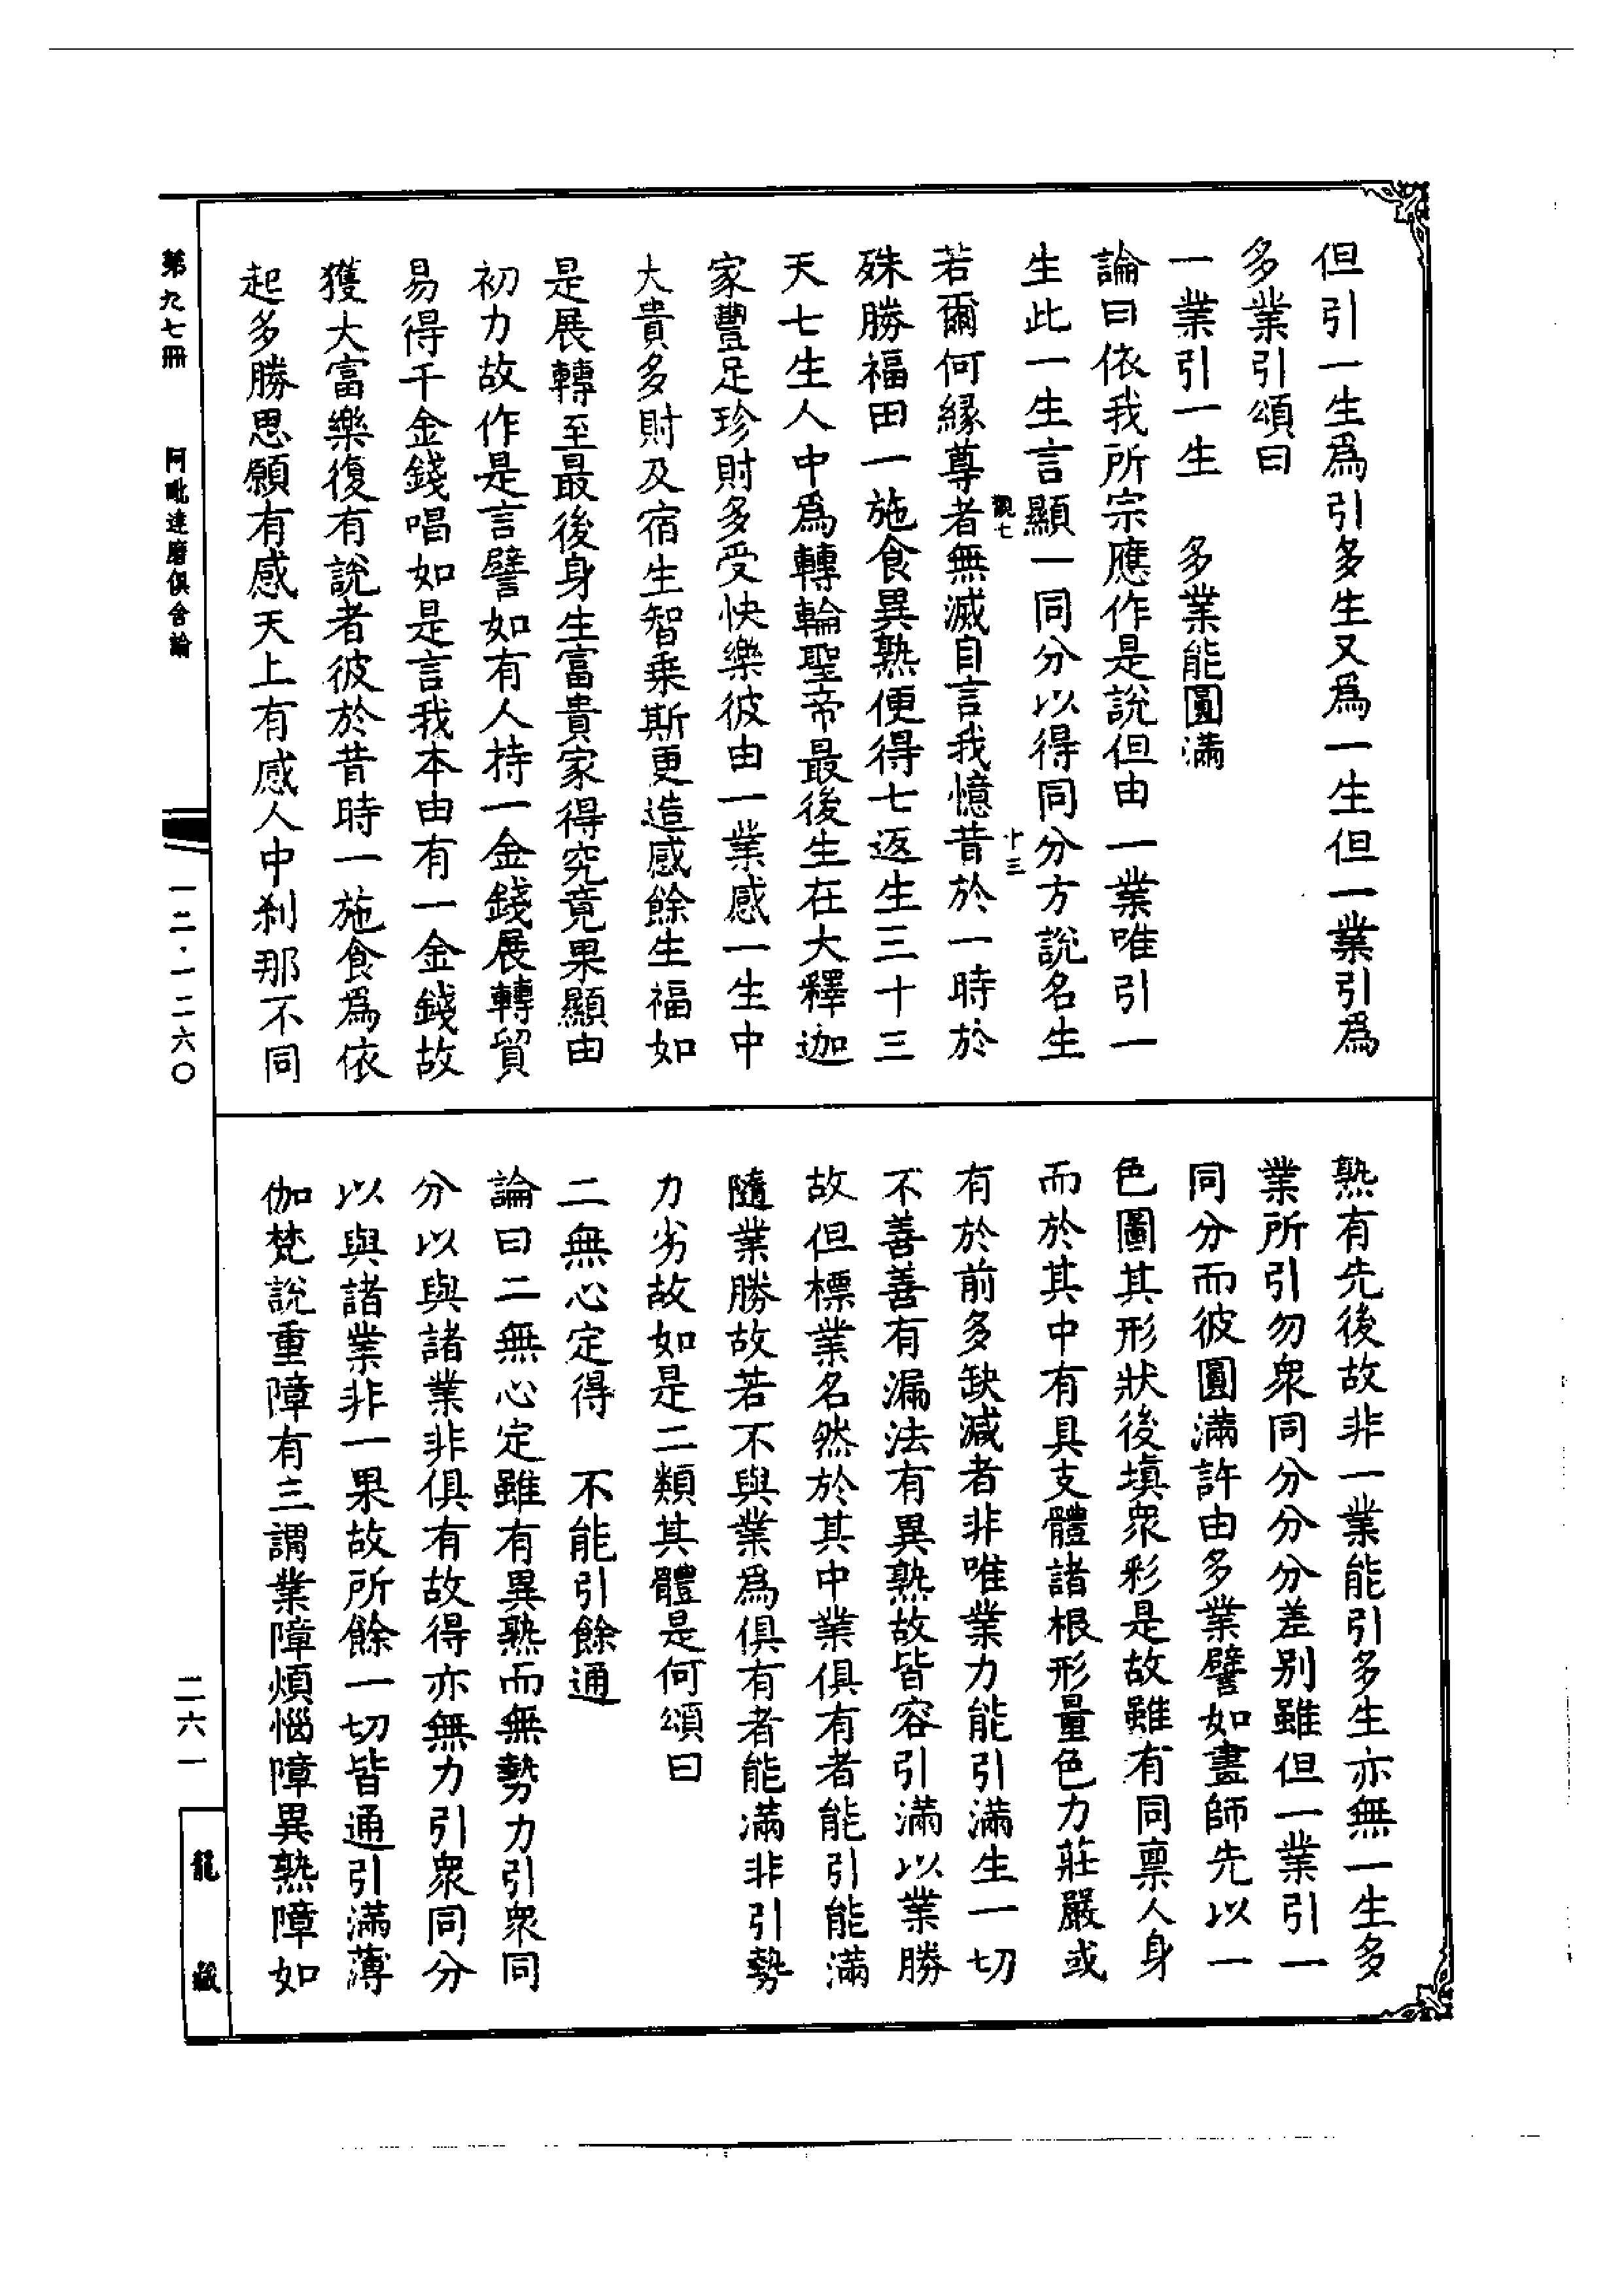 但引一生爲引多生又爲一生但一業引爲
多業引頌曰
一業引一生　多業能圓滿
論曰依我所宗應作是說但由一業唯引一
生此一生言顯一同分以得同分方說名生
觀七　十三
若爾何緣尊者無滅自言我憶昔於一時於
殊勝福田一施食異熟便得七返生三十三
天七生人中爲轉輪聖帝最後生在大釋迦
家豐足珍財多受快樂彼由一業感一生中
大貴多財及宿生智乗斯更造感餘生福如
是展轉至最後身生富貴家得究竟果顯由
初力故作是言譬如有人持一金錢展轉貿
易得千金錢唱如是言我本由有一金錢故
獲大富樂復有說者彼於昔時一施食爲依
起多勝思願有感天上有感人中刹那不同
熟有先後故非一業能引多生亦無一生多
業所引勿衆同分分分差别雖但一業引一
同分而彼圓滿許由多業譬如畫師先以一
色圖其形狀後填衆彩是故雖有同禀人身
而於其中有具支體諸根形量色力莊嚴或
有於前多缺減者非唯業力能引滿生一切
不善善有漏法有異熟故皆容引滿以業勝
故但標業名然於其中業俱有者能引能滿
隨業勝故若不與業爲俱有者能滿非引勢
力劣故如是二類其體是何頌曰
二無心定得　不能引餘通
論曰二無心定雖有異熟而無勢力引衆同
分以與諸業非俱有故得亦無力引衆同分
以與諸業非一果故所餘一切皆通引滿薄
伽梵說重障有三謂業障煩惱障異熟障如
第九七冊　阿毗達磨俱舍論　一二·一二六〇　二六一
龍藏